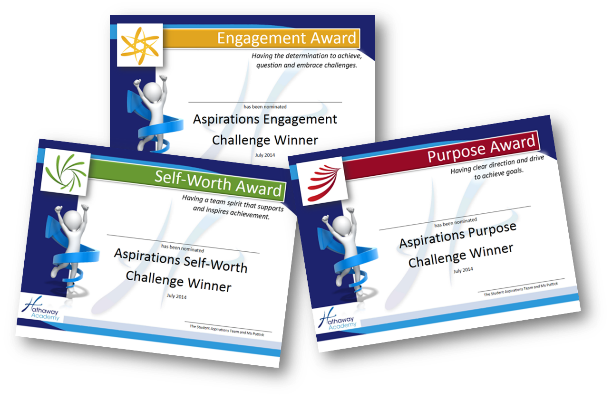 Engagement Award
Having the determination to achieve,
question and embrace challenges.
has been nominated
Aspirations Engagement
Challenge Winner
July 2014
Self-Worth Award
Having a team spirit that supports
and inspires achievement.
has been nominated
Aspirations Self-Worth
Challenge Winner
July 2014
Hathaway
Academy
The Student Aspirations Team and Ms Pattick
Purpose Award
Having clear direction and drive
to achieve goals.
has been nominated
Aspirations Purpose
Challenge Winner
July 2014
Hathaway
Academy
The Student Aspirations Team and Ms Pattick